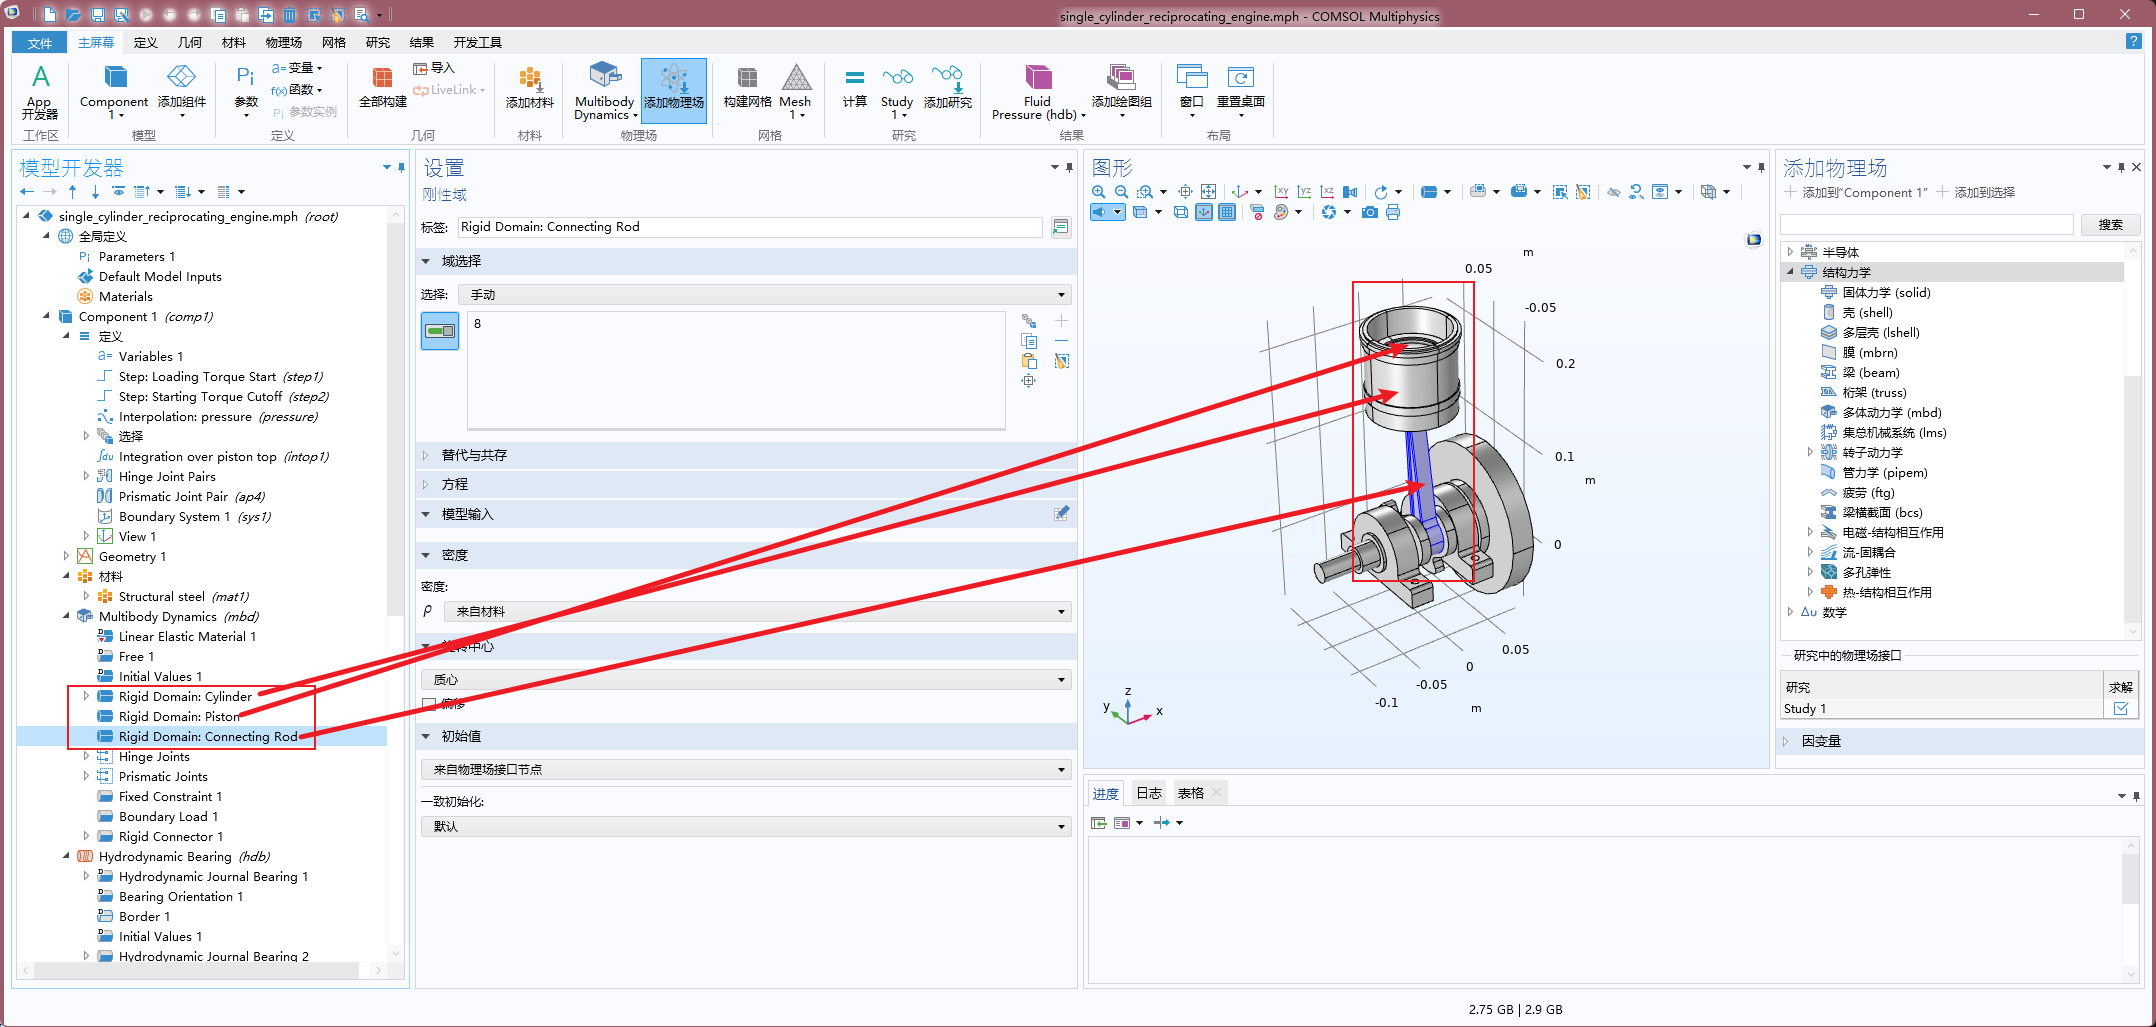 single_cylinder_reciprocating_engine.mph - COMSOL Multiphysics
文件 主屏幕 定义 几何 材料 物理场 网格 研究 结果 开发工具
App 开发器
工作区
Component 1
添加组件
模型
Pi 参数
a= 变量
f(x) 函数
Pi 参数实例
定义
全部构建
导入
LiveLink
几何
添加材料
材料
Multibody Dynamics
添加物理场
物理场
构建网格
Mesh 1
网格
计算
Study 1
添加研究
研究
Fluid Pressure (hdb)
添加绘图组
结果
窗口
重置桌面
布局
模型开发器
single_cylinder_reciprocating_engine.mph (root)
全局定义
Pi Parameters 1
Default Model Inputs
Materials
Component 1 (comp1)
定义
a= Variables 1
Step: Loading Torque Start (step1)
Step: Starting Torque Cutoff (step2)
Interpolation: pressure (pressure)
选择
∫du Integration over piston top (intop1)
Hinge Joint Pairs
Prismatic Joint Pair (ap4)
Boundary System 1 (sys1)
View 1
Geometry 1
材料
Structural steel (mat1)
Multibody Dynamics (mbd)
Linear Elastic Material 1
Free 1
Initial Values 1
Rigid Domain: Cylinder
Rigid Domain: Piston
Rigid Domain: Connecting Rod
Hinge Joints
Prismatic Joints
Fixed Constraint 1
Boundary Load 1
Rigid Connector 1
Hydrodynamic Bearing (hdb)
Hydrodynamic Journal Bearing 1
Bearing Orientation 1
Border 1
Initial Values 1
Hydrodynamic Journal Bearing 2
设置
刚性域
标签: Rigid Domain: Connecting Rod
域选择
选择: 手动
8
替代与共存
方程
模型输入
密度
密度:
ρ 来自材料
旋转中心
质心
偏移
初始值
来自物理场接口节点
一致初始化:
默认
图形
xy yz xz
m
0.05
-0.05
0.2
0.1
m
0
0.05
0
-0.05
-0.1
m
z
y
x
进度 日志 表格
添加物理场
添加到“Component 1” 添加到选择
搜索
半导体
结构力学
固体力学 (solid)
壳 (shell)
多层壳 (lshell)
膜 (mbrn)
梁 (beam)
桁架 (truss)
多体动力学 (mbd)
集总机械系统 (lms)
转子动力学
管力学 (pipem)
疲劳 (ftg)
梁横截面 (bcs)
电磁-结构相互作用
流-固耦合
多孔弹性
热-结构相互作用
Δu 数学
研究中的物理场接口
研究 求解
Study 1
因变量
2.75 GB | 2.9 GB